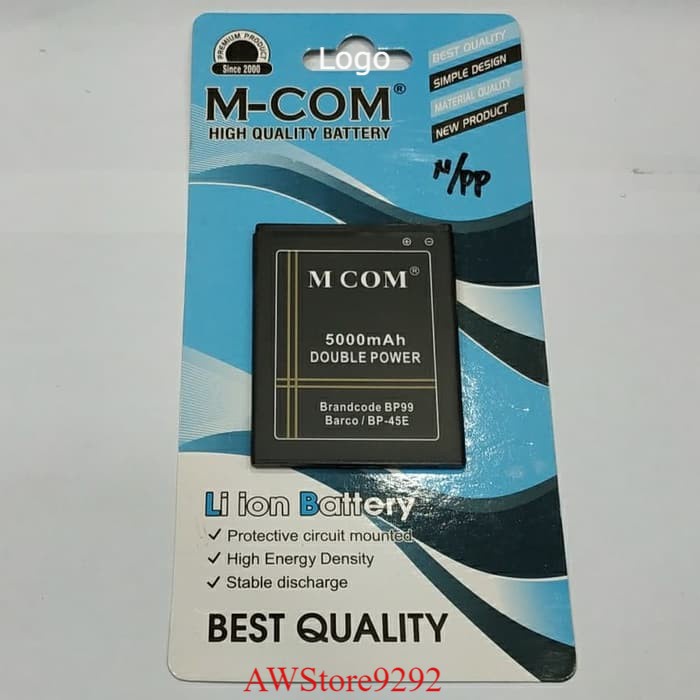 PREMIUM PRODUCT
Since 2000
Logo
M-COM®
HIGH QUALITY BATTERY
BEST QUALITY
SIMPLE DESIGN
MATERIAL QUALITY
NEW PRODUCT
N/PP
M COM®
5000mAh
DOUBLE POWER
Brandcode BP99
Barco / BP-45E
Li ion Battery
Protective circuit mounted
High Energy Density
Stable discharge
BEST QUALITY
AWStore9292